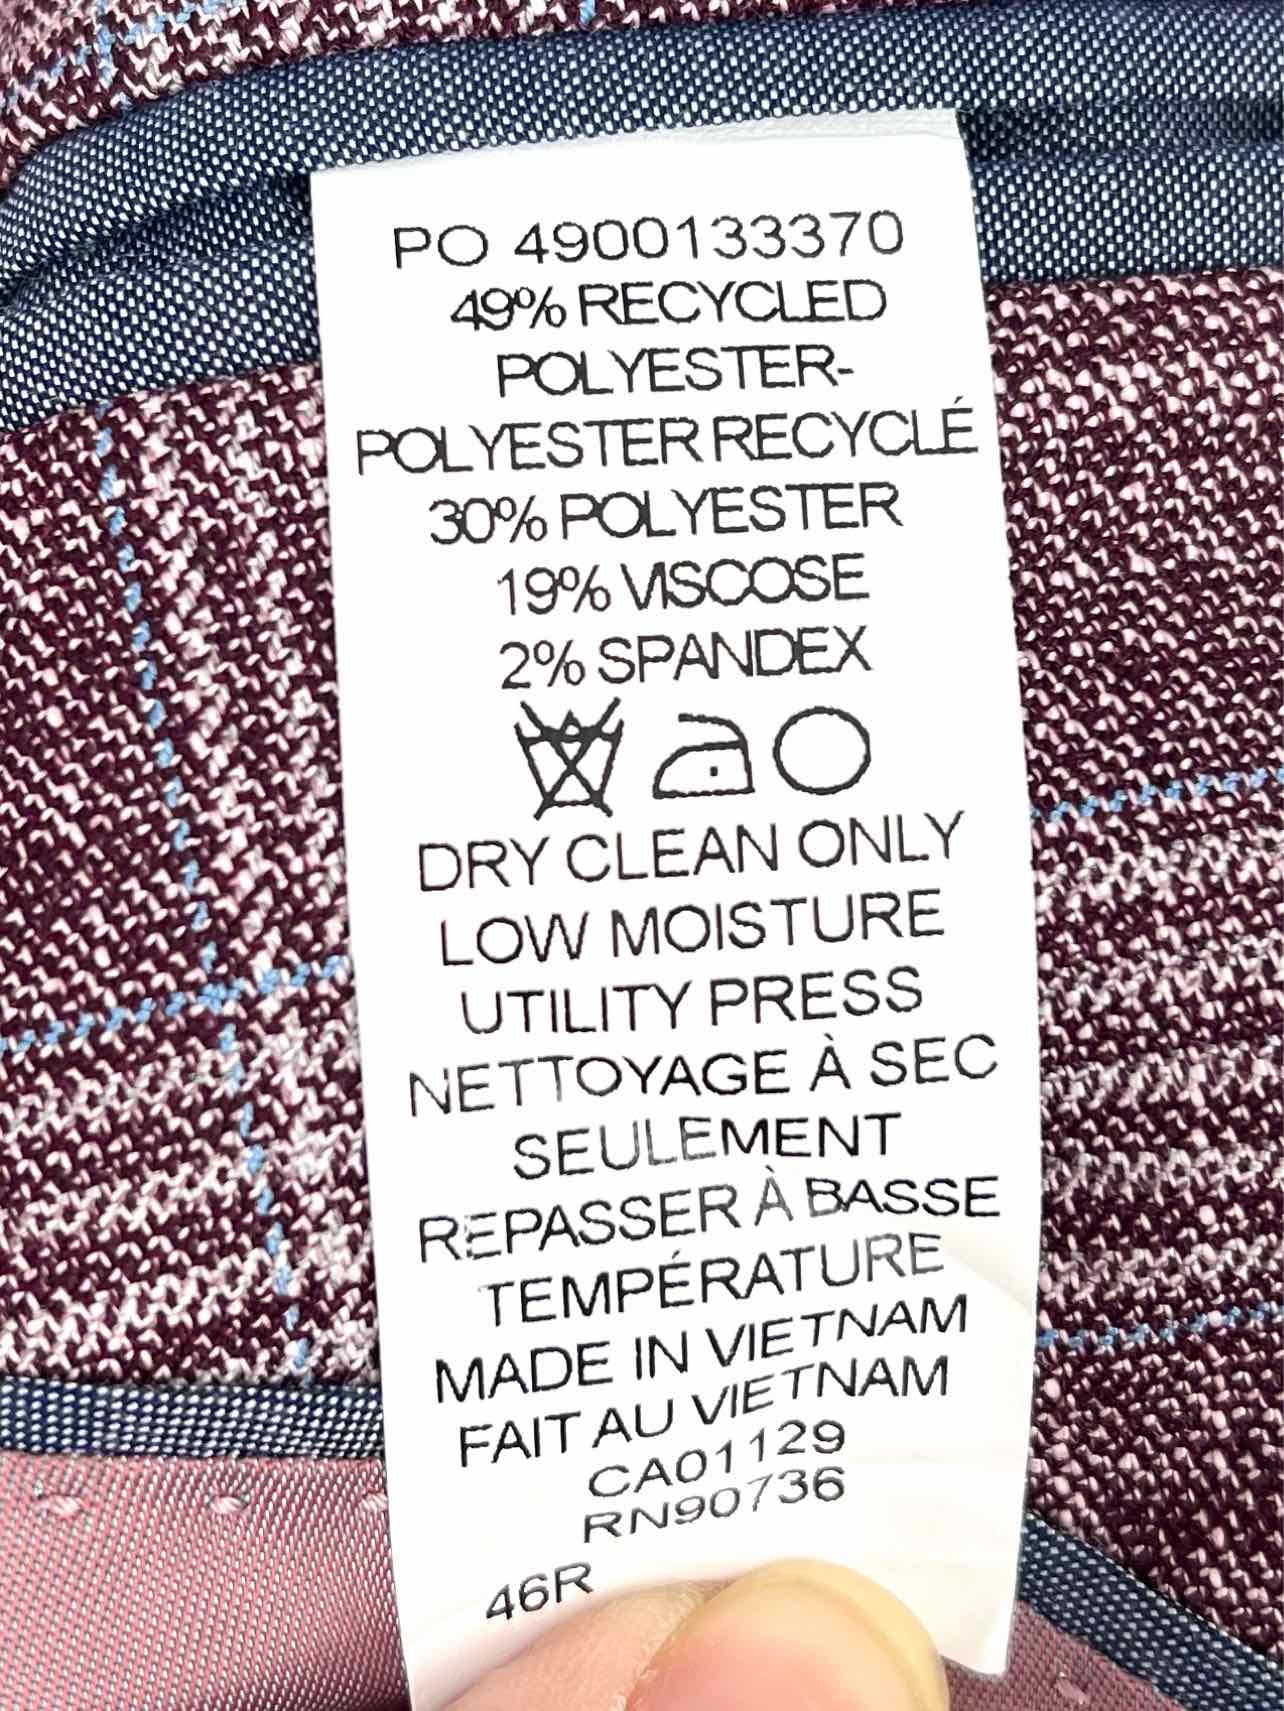 PO 4900133370
49% RECYCLED
POLYESTER-
POLYESTER RECYCLÉ
30% POLYESTER
19% VISCOSE
2% SPANDEX
DRY CLEAN ONLY
LOW MOISTURE
UTILITY PRESS
NETTOYAGE À SEC
SEULEMENT
REPASSER À BASSE
TEMPÉRATURE
MADE IN VIETNAM
FAIT AU VIETNAM
CA01129
RN90736
46R